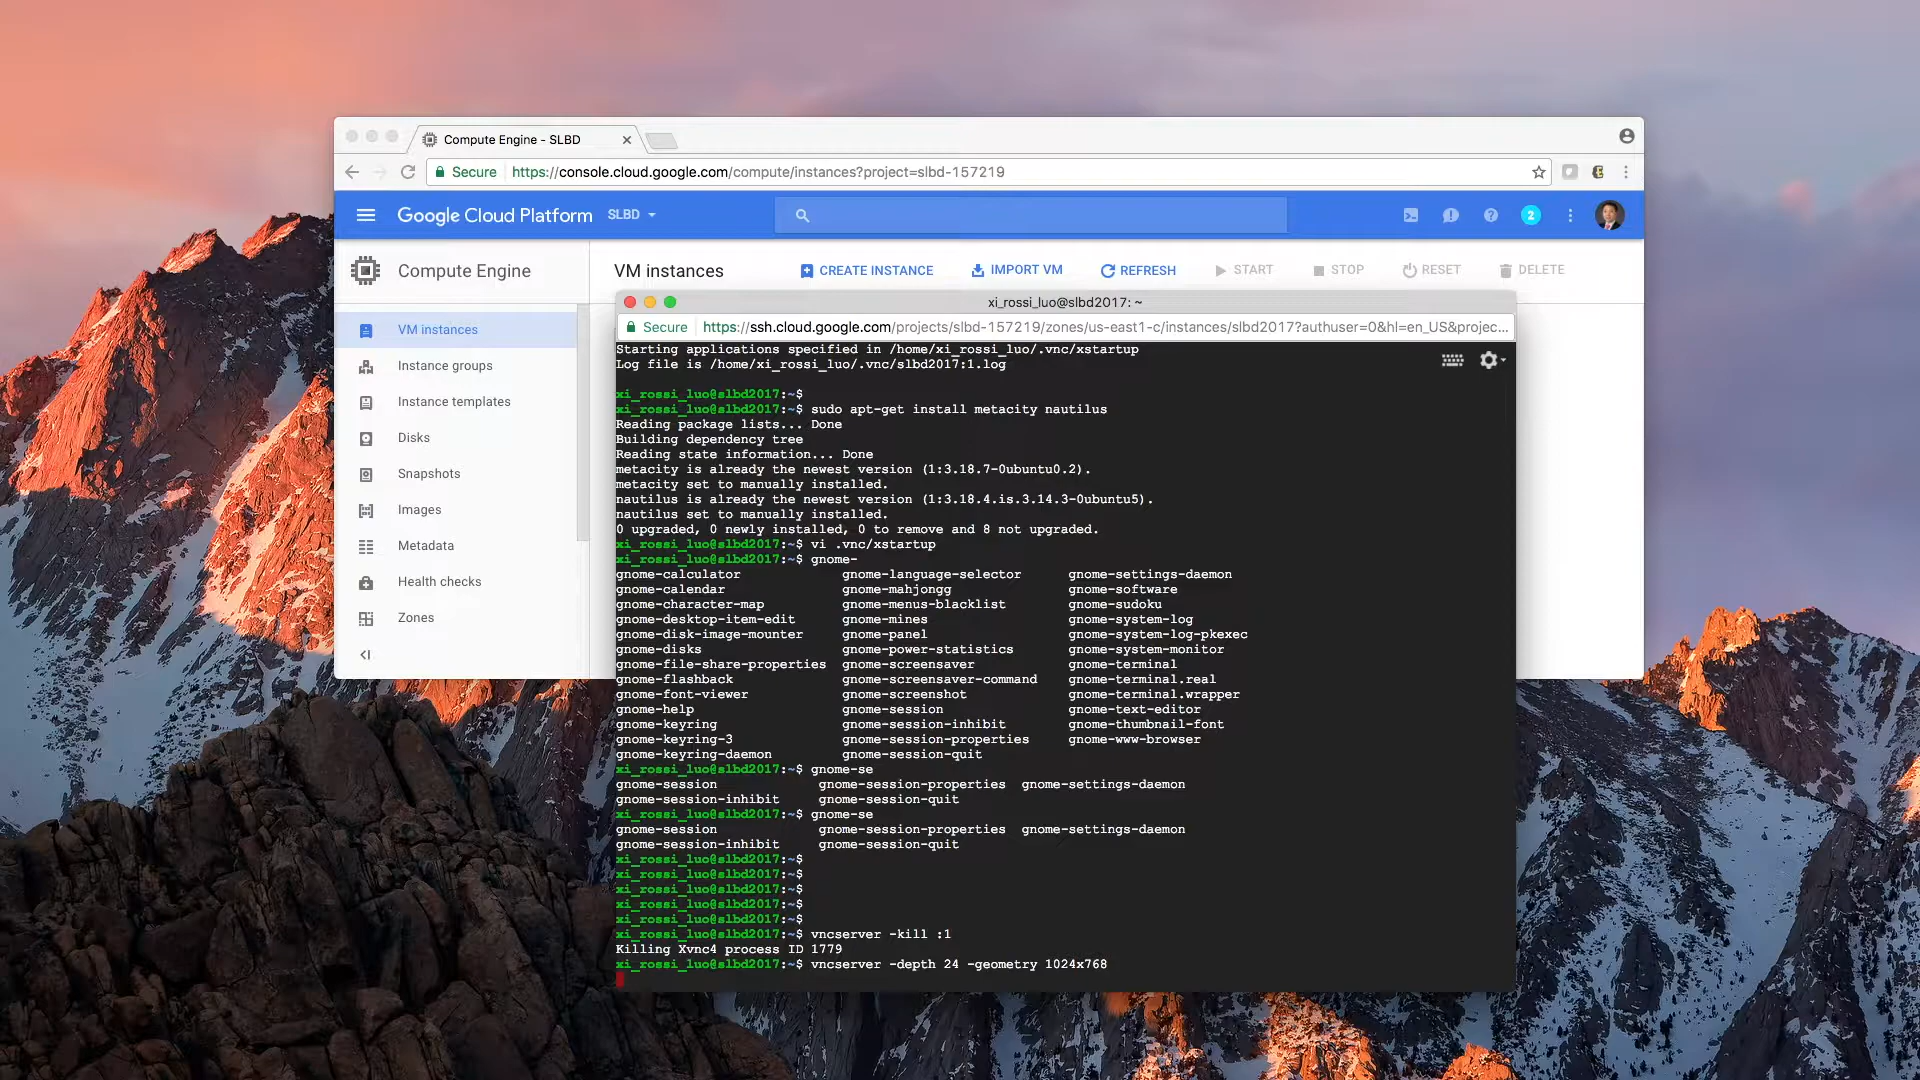 Compute Engine - SLBD
Secure https://console.cloud.google.com/compute/instances?project=slbd-157219
Google Cloud Platform SLBD 2
Compute Engine
VM instances CREATE INSTANCE IMPORT VM REFRESH START STOP RESET DELETE
VM instances
Instance groups
Instance templates
Disks
Snapshots
Images
Metadata
Health checks
Zones
xi_rossi_luo@slbd2017: ~
Secure https://ssh.cloud.google.com/projects/slbd-157219/zones/us-east1-c/instances/slbd2017?authuser=0&hl=en_US&projec...
Starting applications specified in /home/xi_rossi_luo/.vnc/xstartup
Log file is /home/xi_rossi_luo/.vnc/slbd2017:1.log
xi_rossi_luo@slbd2017:~$
xi_rossi_luo@slbd2017:~$ sudo apt-get install metacity nautilus
Reading package lists... Done
Building dependency tree
Reading state information... Done
metacity is already the newest version (1:3.18.7-0ubuntu0.2).
metacity set to manually installed.
nautilus is already the newest version (1:3.18.4.is.3.14.3-0ubuntu5).
nautilus set to manually installed.
0 upgraded, 0 newly installed, 0 to remove and 8 not upgraded.
xi_rossi_luo@slbd2017:~$ vi .vnc/xstartup
xi_rossi_luo@slbd2017:~$ gnome-
gnome-calculator gnome-language-selector gnome-settings-daemon
gnome-calendar gnome-mahjongg gnome-software
gnome-character-map gnome-menus-blacklist gnome-sudoku
gnome-desktop-item-edit gnome-mines gnome-system-log
gnome-disk-image-mounter gnome-panel gnome-system-log-pkexec
gnome-disks gnome-power-statistics gnome-system-monitor
gnome-file-share-properties gnome-screensaver gnome-terminal
gnome-flashback gnome-screensaver-command gnome-terminal.real
gnome-font-viewer gnome-screenshot gnome-terminal.wrapper
gnome-help gnome-session gnome-text-editor
gnome-keyring gnome-session-inhibit gnome-thumbnail-font
gnome-keyring-3 gnome-session-properties gnome-www-browser
gnome-keyring-daemon gnome-session-quit
xi_rossi_luo@slbd2017:~$ gnome-se
gnome-session gnome-session-properties gnome-settings-daemon
gnome-session-inhibit gnome-session-quit
xi_rossi_luo@slbd2017:~$ gnome-se
gnome-session gnome-session-properties gnome-settings-daemon
gnome-session-inhibit gnome-session-quit
xi_rossi_luo@slbd2017:~$
xi_rossi_luo@slbd2017:~$
xi_rossi_luo@slbd2017:~$
xi_rossi_luo@slbd2017:~$
xi_rossi_luo@slbd2017:~$
xi_rossi_luo@slbd2017:~$ vncserver -kill :1
Killing Xvnc4 process ID 1779
xi_rossi_luo@slbd2017:~$ vncserver -depth 24 -geometry 1024x768